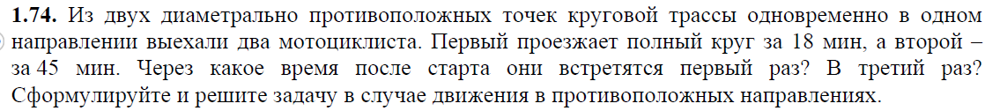 1.74. Из двух диаметрально противоположных точек круговой трассы одновременно в одном
направлении выехали два мотоциклиста. Первый проезжает полный круг за 18 мин, а второй –
за 45 мин. Через какое время после старта они встретятся первый раз? В третий раз?
Сформулируйте и решите задачу в случае движения в противоположных направлениях.